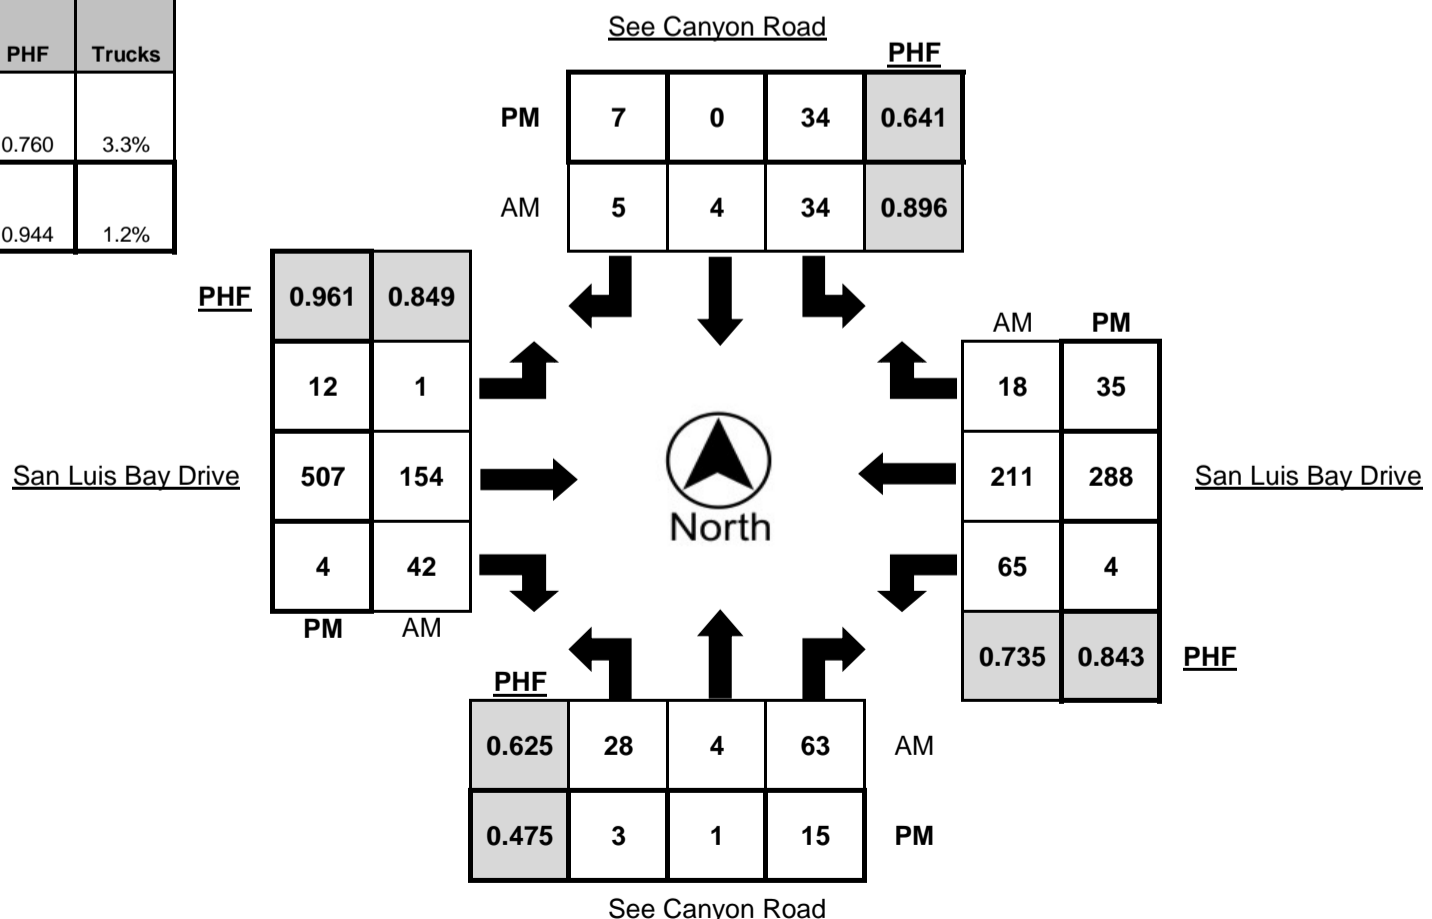 See Canyon Road
PHF Trucks
PHF
PM 7 0 34 0.641
0.760 3.3%
AM 5 4 34 0.896
0.944 1.2%
PHF 0.961 0.849
AM PM
12 1
18 35
San Luis Bay Drive 507 154
211 288 San Luis Bay Drive
North
4 42
65 4
PM AM
0.735 0.843 PHF
PHF
0.625 28 4 63 AM
0.475 3 1 15 PM
See Canyon Road